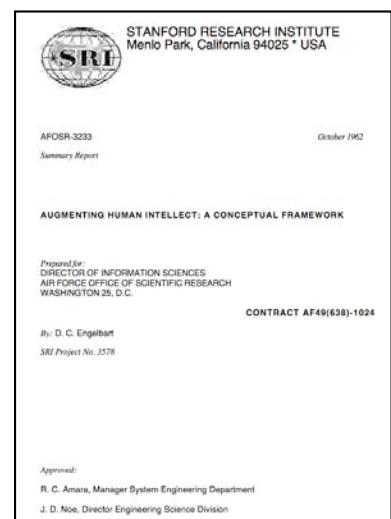 SRI
STANFORD RESEARCH INSTITUTE
Menlo Park, California 94025 * USA
AFOSR-3233
October 1962
Summary Report
AUGMENTING HUMAN INTELLECT: A CONCEPTUAL FRAMEWORK
Prepared for:
DIRECTOR OF INFORMATION SCIENCES
AIR FORCE OFFICE OF SCIENTIFIC RESEARCH
WASHINGTON 25, D.C.
CONTRACT AF49(638)-1024
By: D. C. Engelbart
SRI Project No. 3578
Approved:
R. C. Amara, Manager System Engineering Department
J. D. Noe, Director Engineering Science Division